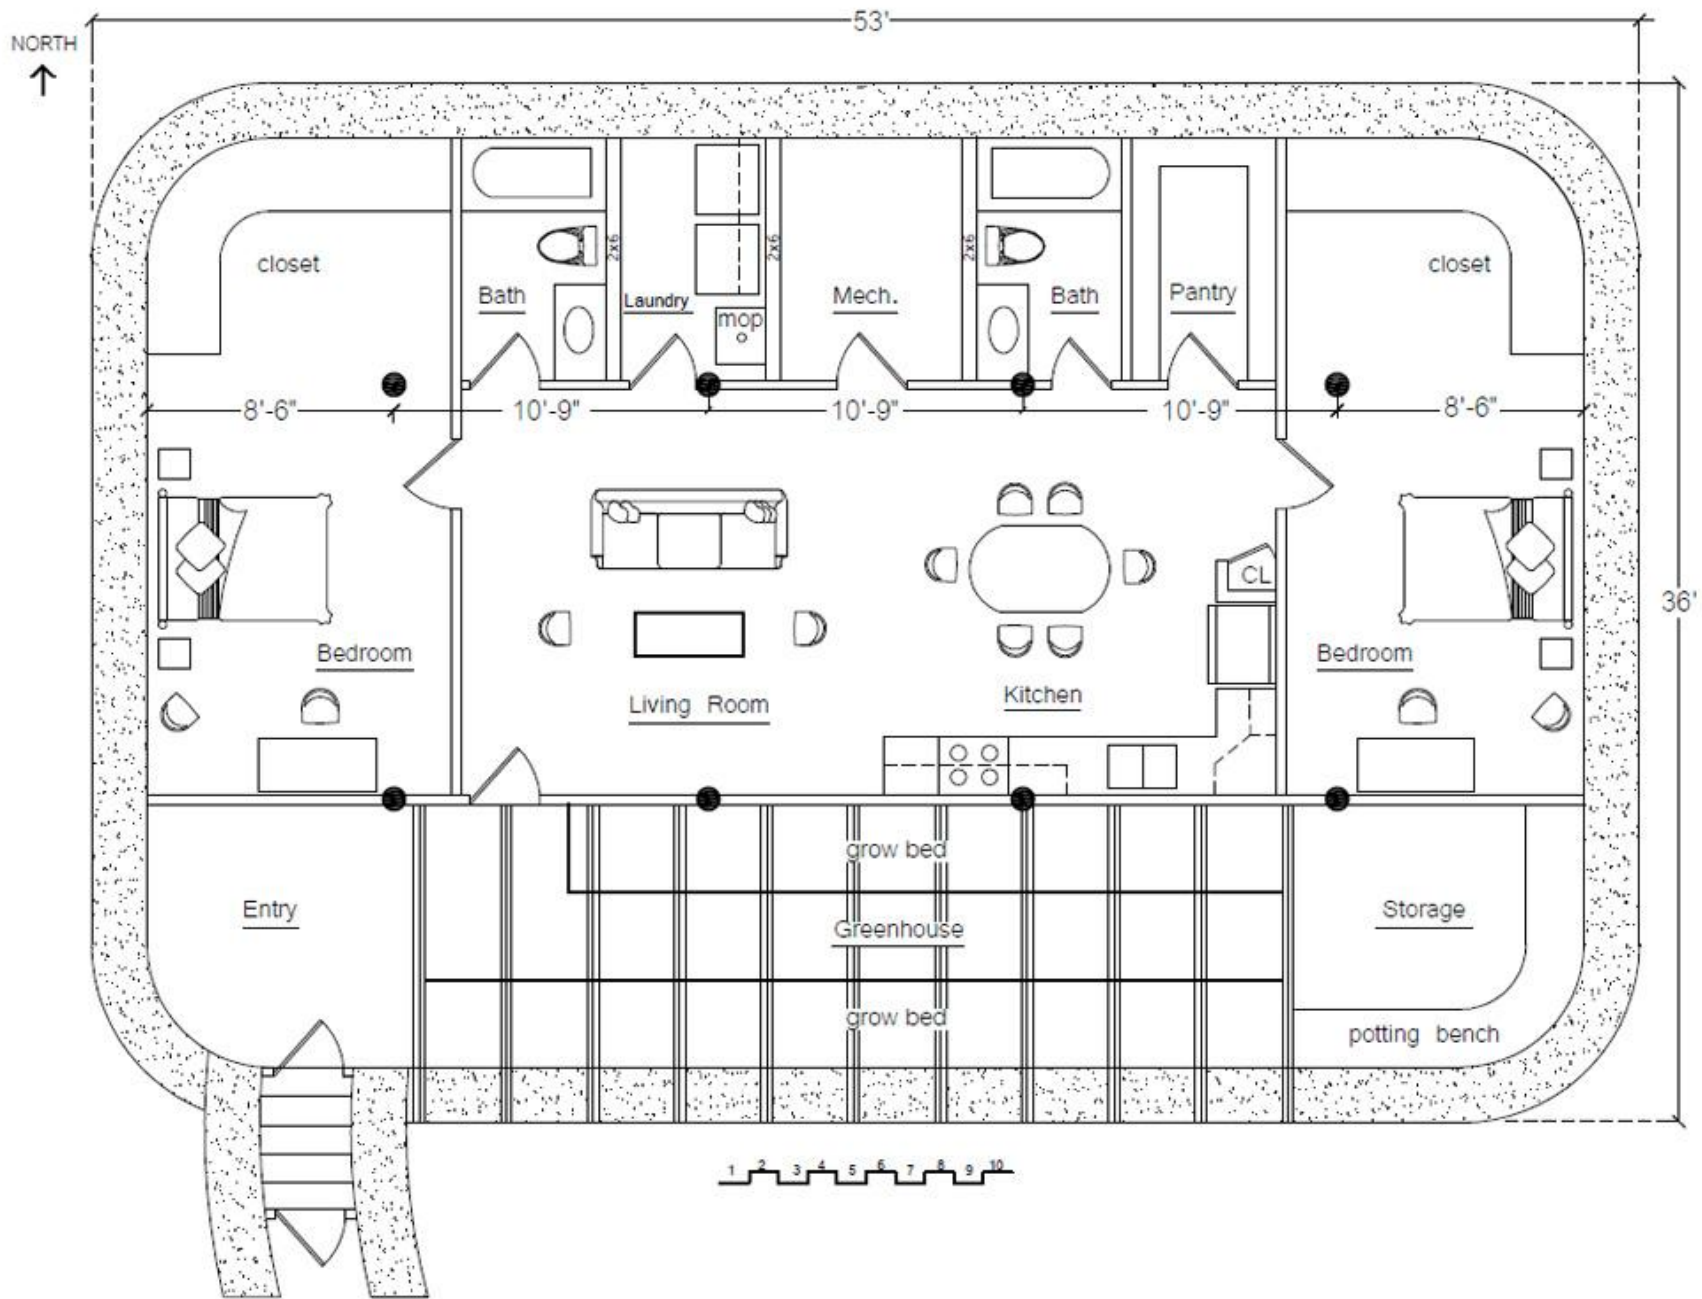 53'
NORTH
closet
closet
2x6
2x6
2x6
Bath
Laundry
Mech.
Bath
Pantry
mop
8'-6"
10'-9"
10'-9"
10'-9"
8'-6"
CL
36'
Bedroom
Bedroom
Living Room
Kitchen
grow bed
Entry
Greenhouse
Storage
grow bed
potting bench
1 2 3 4 5 6 7 8 9 10